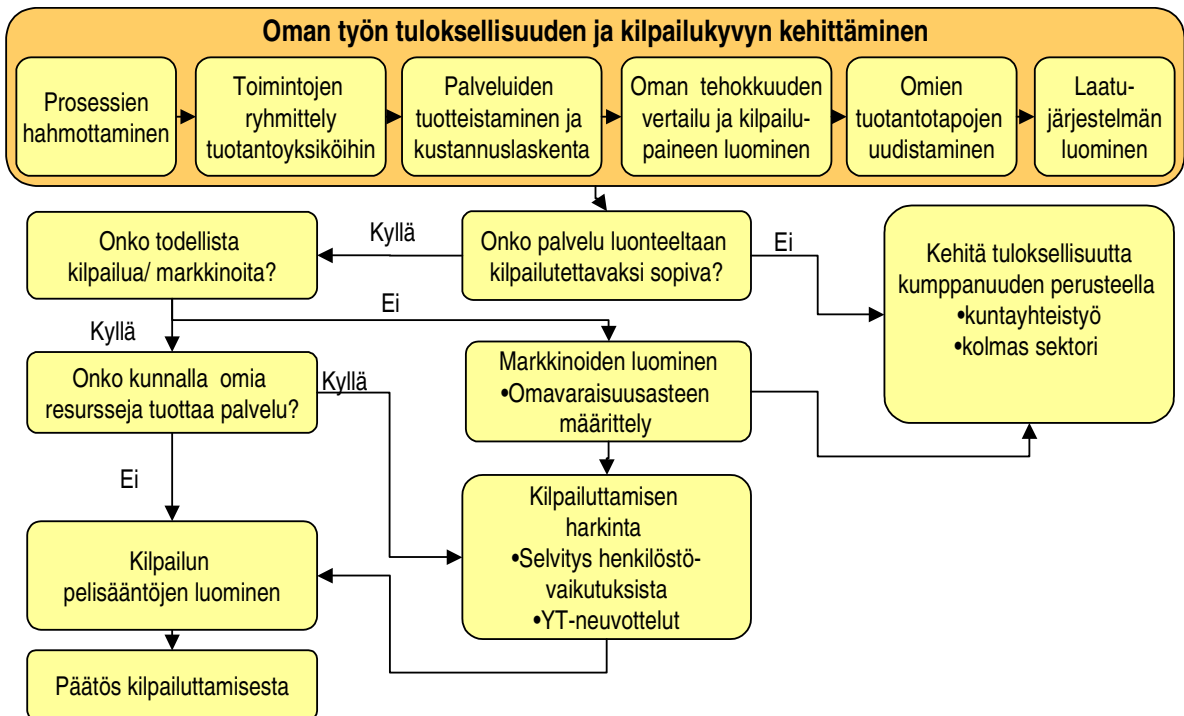 Oman työn tuloksellisuuden ja kilpailukyvyn kehittäminen
Prosessien
hahmottaminen
Toimintojen
ryhmittely
tuotantoyksiköihin
Palveluiden
tuotteistaminen ja
kustannuslaskenta
Oman tehokkuuden
vertailu ja kilpailu-
paineen luominen
Omien
tuotantotapojen
uudistaminen
Laatu-
järjestelmän
luominen
Onko todellista
kilpailua/ markkinoita?
Kyllä
Onko palvelu luonteeltaan
kilpailutettavaksi sopiva?
Ei
Kehitä tuloksellisuutta
kumppanuuden perusteella
•kuntayhteistyö
•kolmas sektori
Ei
Kyllä
Onko kunnalla omia
resursseja tuottaa palvelu?
Kyllä
Markkinoiden luominen
•Omavaraisuusasteen
määrittely
Ei
Kilpailuttamisen
harkinta
•Selvitys henkilöstö-
vaikutuksista
•YT-neuvottelut
Kilpailun
pelisääntöjen luominen
Päätös kilpailuttamisesta